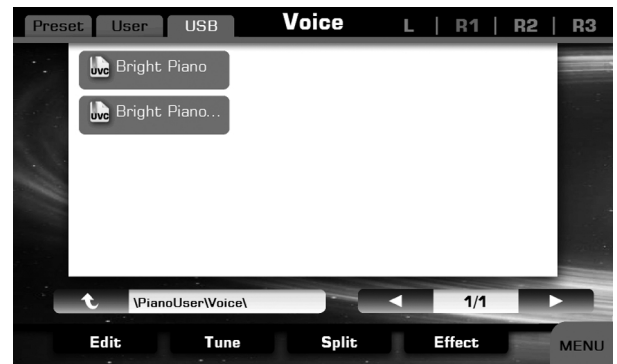 Preset User USB Voice L | R1 | R2 | R3
UVC Bright Piano
UVC Bright Piano...
\PianoUser\Voice\ 1/1
Edit Tune Split Effect MENU